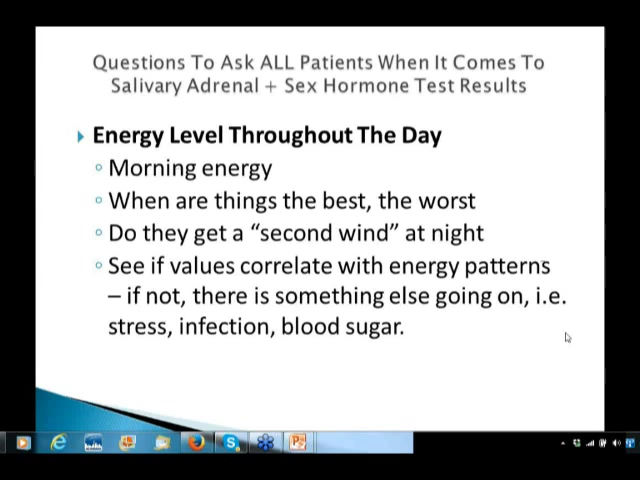 Questions To Ask ALL Patients When It Comes To
Salivary Adrenal + Sex Hormone Test Results
Energy Level Throughout The Day
Morning energy
When are things the best, the worst
Do they get a “second wind” at night
See if values correlate with energy patterns
– if not, there is something else going on, i.e.
stress, infection, blood sugar.